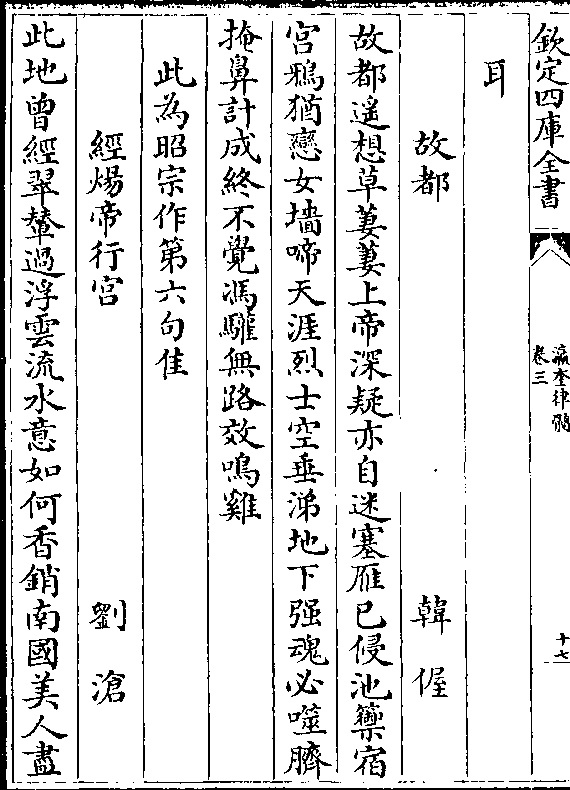 欽定四庫全書
瀛奎律髓
卷三
十七
耳
故都 韓偓
故都遥想草萋萋上帝深疑亦自迷塞雁已侵池籞宿
宮鴉猶戀女墻啼天涯烈士空垂涕地下强魂必噬臍
掩鼻計成終不覺馮驩無路效鳴雞
此為昭宗作第六句佳
經煬帝行宮 劉滄
此地曾經翠輦過浮雲流水意如何香銷南國美人盡